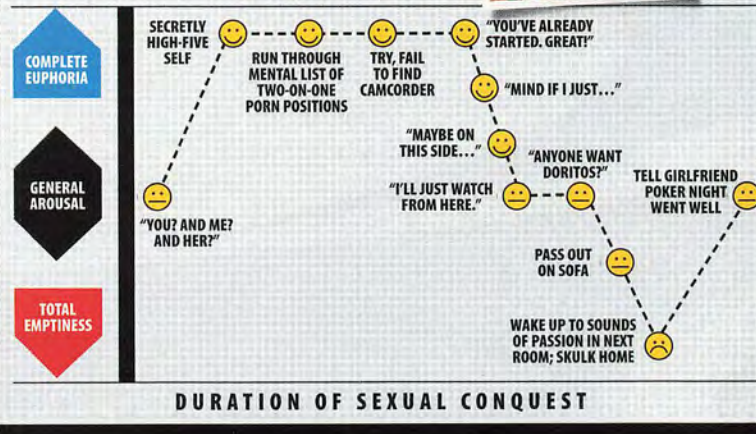 COMPLETE
EUPHORIA
GENERAL
AROUSAL
TOTAL
EMPTINESS
"YOU? AND ME?
AND HER?"
SECRETLY
HIGH-FIVE
SELF
RUN THROUGH
MENTAL LIST OF
TWO-ON-ONE
PORN POSITIONS
TRY, FAIL
TO FIND
CAMCORDER
"YOU'VE ALREADY
STARTED. GREAT!"
"MIND IF I JUST..."
"MAYBE ON
THIS SIDE..."
"I'LL JUST WATCH
FROM HERE."
"ANYONE WANT
DORITOS?"
PASS OUT
ON SOFA
WAKE UP TO SOUNDS
OF PASSION IN NEXT
ROOM; SKULK HOME
TELL GIRLFRIEND
POKER NIGHT
WENT WELL
DURATION OF SEXUAL CONQUEST